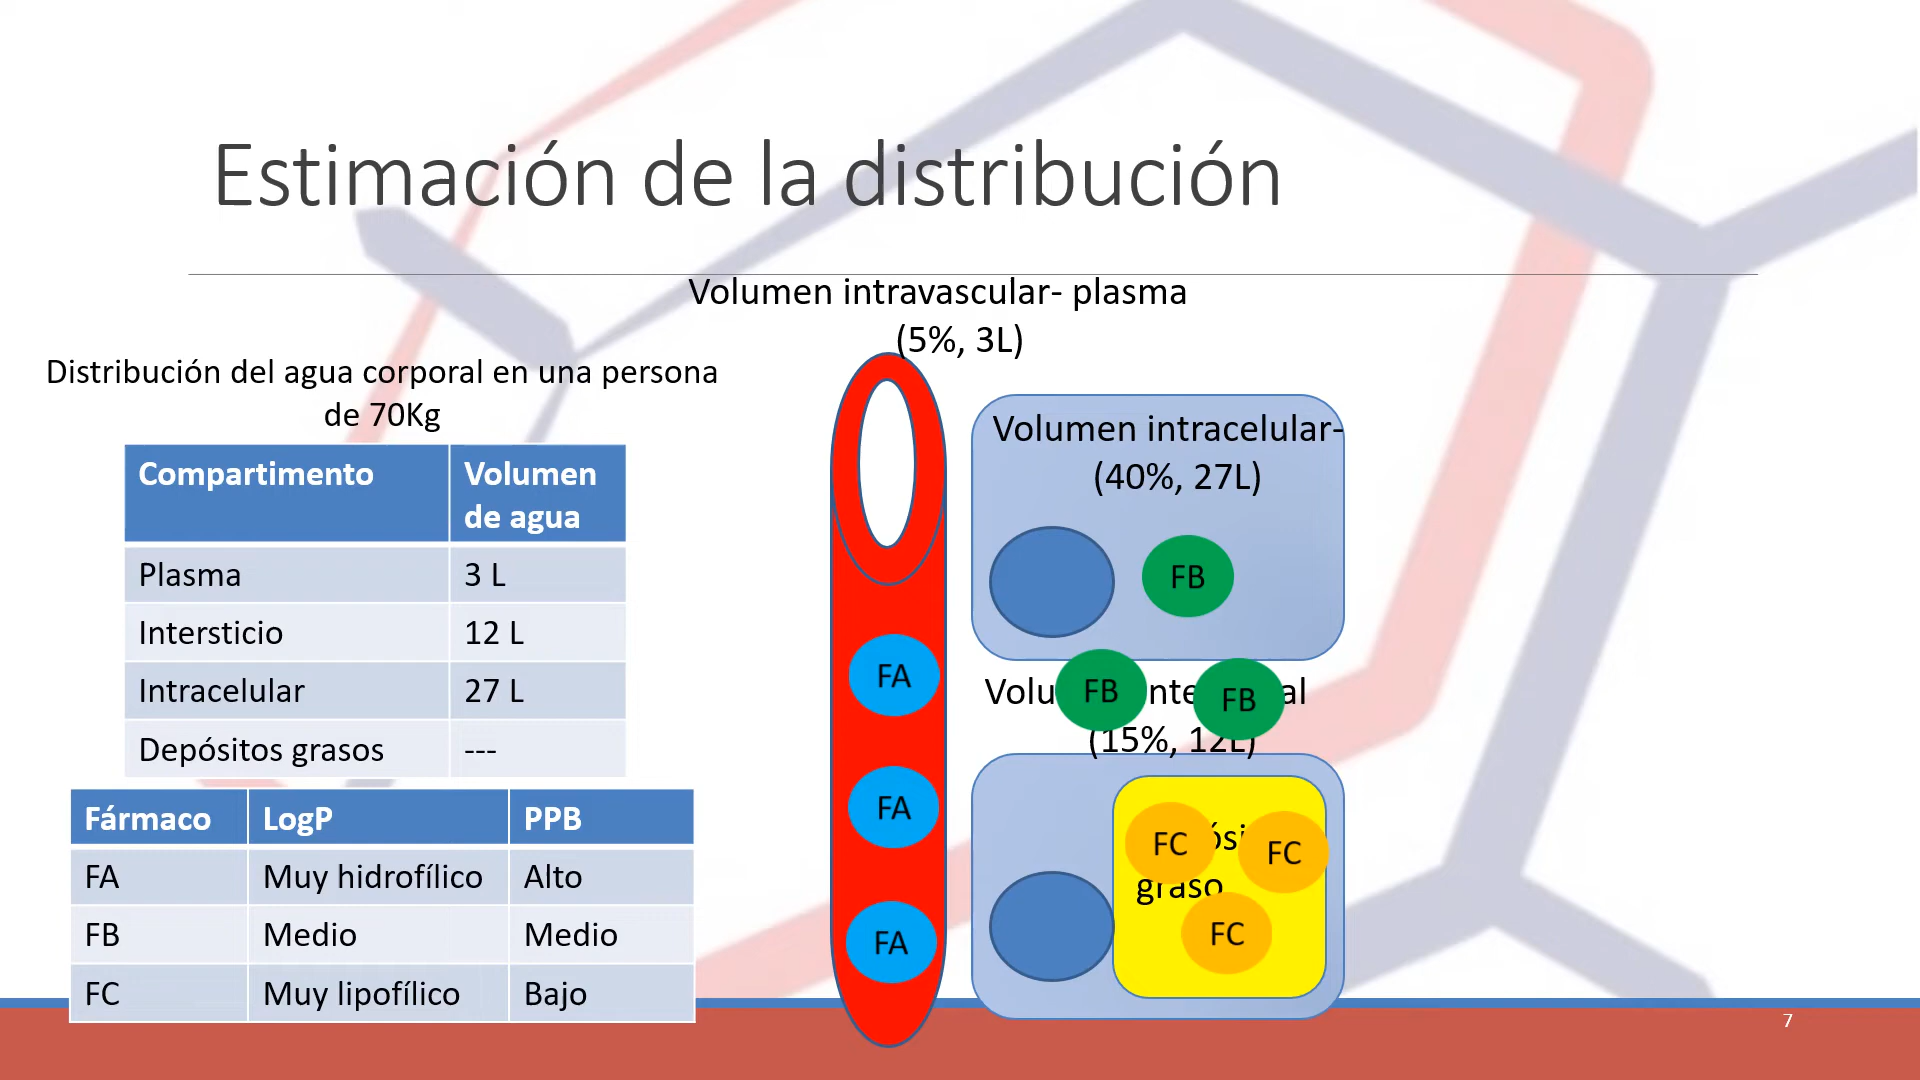 Estimación de la distribución
Volumen intravascular- plasma
(5%, 3L)
Distribución del agua corporal en una persona
de 70Kg
Compartimento Volumen de agua
Plasma 3 L
Intersticio 12 L
Intracelular 27 L
Depósitos grasos ---
Fármaco LogP PPB
FA Muy hidrofílico Alto
FB Medio Medio
FC Muy lipofílico Bajo
FA
FA
FA
Volumen intracelular-
(40%, 27L)
FB
FB
FB
(15%, 12L)
FC
FC
graso
FC
7